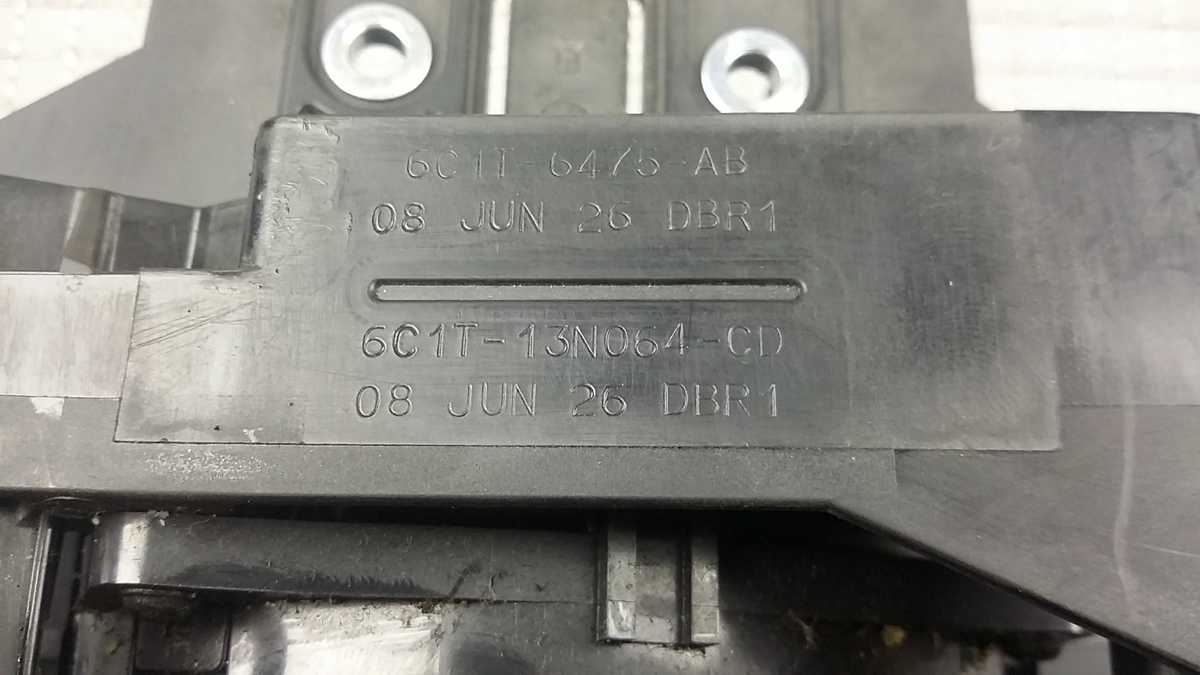 6C1T-6475-AB
08 JUN 26 DBR1
6C1T-13N064-CD
08 JUN 26 DBR1